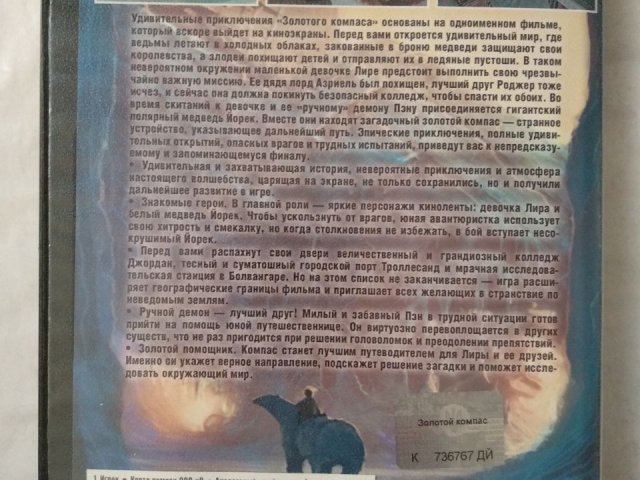 Удивительные приключения «Золотого компаса» основаны на одноименном фильме,
который вскоре выйдет на киноэкраны. Перед вами откроется удивительный мир, где
ведьмы летают в холодных облаках, закованные в броню медведи защищают свои
королевства, а злодеи похищают детей и отправляют их в ледяные пустоши. В таком
невероятном окружении маленькой девочке Лире предстоит выполнить свою чрезвы-
чайно важную миссию. Ее дядя лорд Азриель был похищен, лучший друг Роджер тоже
исчез, и сейчас она должна покинуть безопасный колледж, чтобы спасти их обоих. Во
время скитаний к девочке и ее «ручному» демону Пэну присоединяется гигантский
полярный медведь Йорек. Вместе они находят загадочный золотой компас — странное
устройство, указывающее дальнейший путь. Эпические приключения, полные удиви-
тельных открытий, опасных врагов и трудных испытаний, приведут вас к непредсказу-
емому и запоминающемуся финалу.
• Удивительная и захватывающая история, невероятные приключения и атмосфера
настоящего волшебства, царящая на экране, не только сохранились, но и получили
дальнейшее развитие в игре.
• Знакомые герои. В главной роли — яркие персонажи киноленты: девочка Лира и
белый медведь Йорек. Чтобы ускользнуть от врагов, юная авантюристка использует
свою хитрость и смекалку, но когда столкновения не избежать, в бой вступает несо-
крушимый Йорек.
• Перед вами распахнут свои двери величественный и грандиозный колледж
Джордан, тесный и суматошный городской порт Троллесанд и мрачная исследова-
тельская станция в Болвангаре. Но на этом список не заканчивается — игра расши-
ряет географические границы фильма и приглашает всех желающих в странствие по
неведомым землям.
• Ручной демон — лучший друг! Милый и забавный Пэн в трудной ситуации готов
прийти на помощь юной путешественнице. Он виртуозно перевоплощается в других
существ, что не раз пригодится при решении головоломок и преодолении препятствий.
• Золотой помощник. Компас станет лучшим путеводителем для Лиры и ее друзей.
Именно он укажет верное направление, подскажет решение загадки и поможет иссле-
довать окружающий мир.
Золотой компас
К 736767 ДЙ